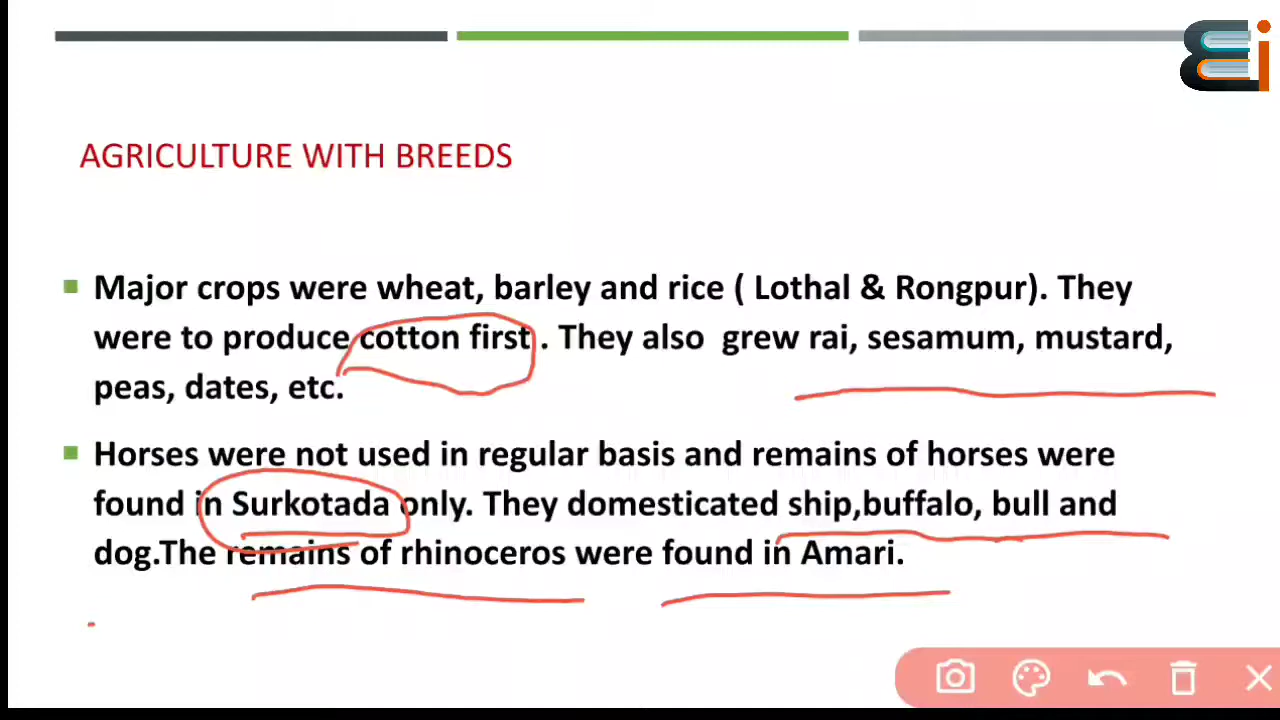 AGRICULTURE WITH BREEDS
Major crops were wheat, barley and rice ( Lothal & Rongpur). They
were to produce cotton first . They also grew rai, sesamum, mustard,
peas, dates, etc.
Horses were not used in regular basis and remains of horses were
found in Surkotada only. They domesticated ship,buffalo, bull and
dog.The remains of rhinoceros were found in Amari.